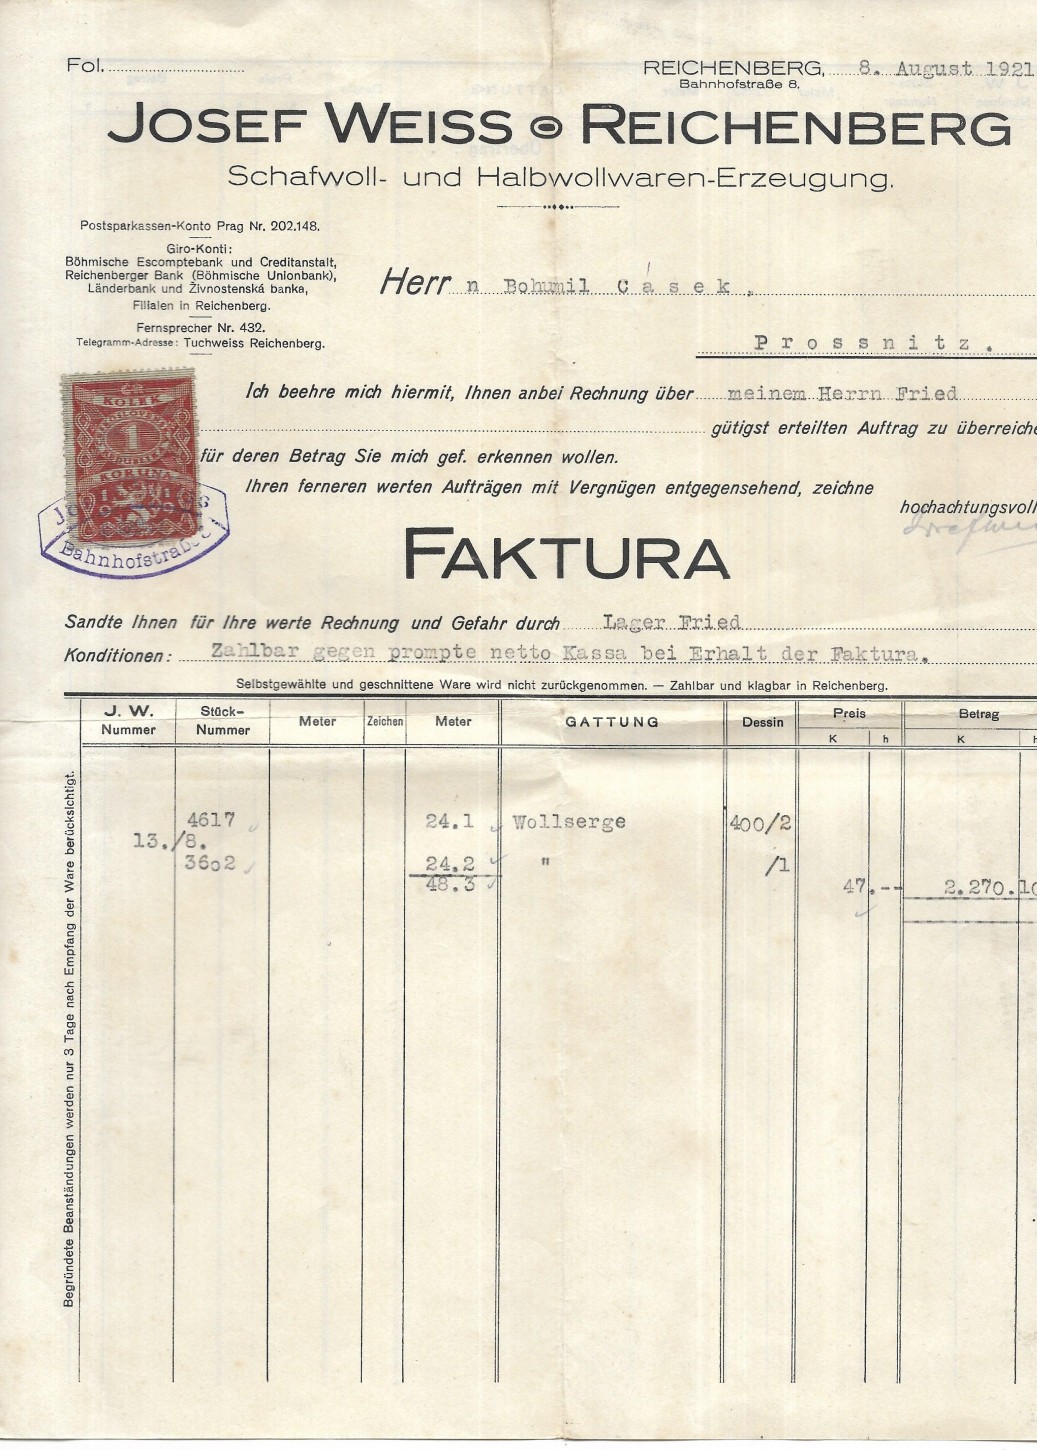 Fol.
REICHENBERG, 8. August 1921
Bahnhofstraße 8.
JOSEF WEISS REICHENBERG
Schafwoll- und Halbwollwaren-Erzeugung.
Postsparkassen-Konto Prag Nr. 202.148.
Giro-Konti:
Böhmische Escomptebank und Creditanstalt,
Reichenberger Bank (Böhmische Unionbank),
Länderbank und Živnostenská banka,
Filialen in Reichenberg.
Fernsprecher Nr. 432.
Telegramm-Adresse: Tuchweiss Reichenberg.
Herr n Bohumil Cásek,
Prossnitz.
Ich beehre mich hiermit, Ihnen anbei Rechnung über meinem Herrn Fried
gütigst erteilten Auftrag zu überreiche
für deren Betrag Sie mich gef. erkennen wollen.
Ihren ferneren werten Aufträgen mit Vergnügen entgegensehend, zeichne
hochachtungsvoll
KOLEK
1
KORUNA
Bahnhofstraße
FAKTURA
Sandte Ihnen für Ihre werte Rechnung und Gefahr durch Lager Fried
Konditionen: Zahlbar gegen prompte netto Kassa bei Erhalt der Faktura.
Selbstgewählte und geschnittene Ware wird nicht zurückgenommen. — Zahlbar und klagbar in Reichenberg.
J. W. Nummer Stück-Nummer Meter Zeichen Meter GATTUNG Dessin Preis Betrag
K h K h
4617 24.1 Wollserge 400/2
13./8.
3602 24.2 " /1
48.3 47.-- 2.270.10
Begründete Beanständungen werden nur 3 Tage nach Empfang der Ware berücksichtigt.